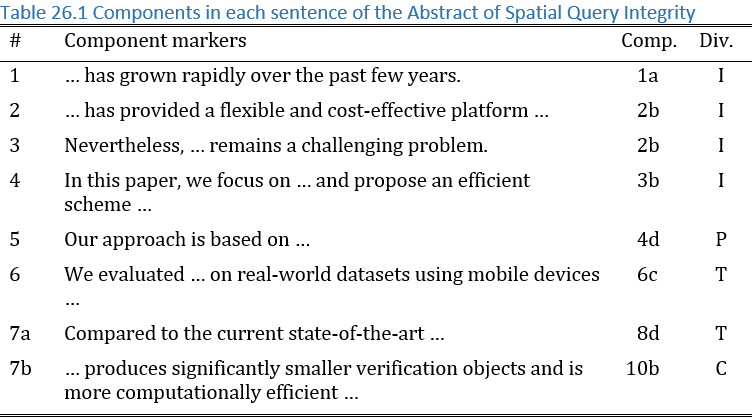 Table 26.1 Components in each sentence of the Abstract of Spatial Query Integrity
# Component markers Comp. Div.
1 … has grown rapidly over the past few years. 1a I
2 … has provided a flexible and cost-effective platform … 2b I
3 Nevertheless, … remains a challenging problem. 2b I
4 In this paper, we focus on … and propose an efficient 3b I
scheme …
5 Our approach is based on … 4d P
6 We evaluated … on real-world datasets using mobile devices 6c T
…
7a Compared to the current state-of-the-art … 8d T
7b … produces significantly smaller verification objects and is 10b C
more computationally efficient …